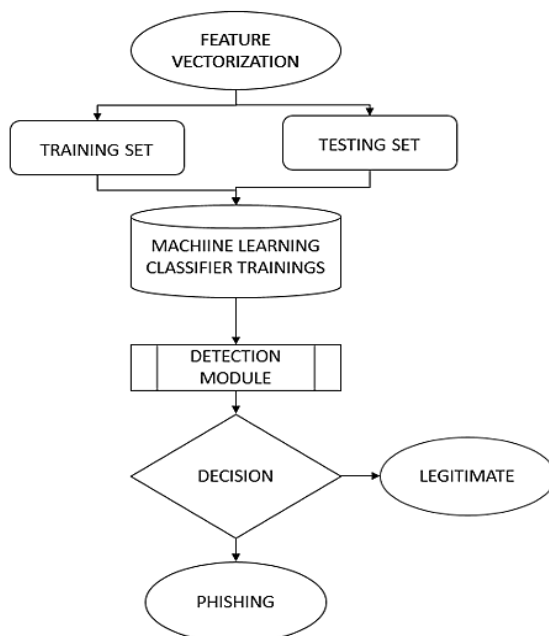 FEATURE
VECTORIZATION
TRAINING SET
TESTING SET
MACHIINE LEARNING
CLASSIFIER TRAININGS
DETECTION
MODULE
DECISION
LEGITIMATE
PHISHING